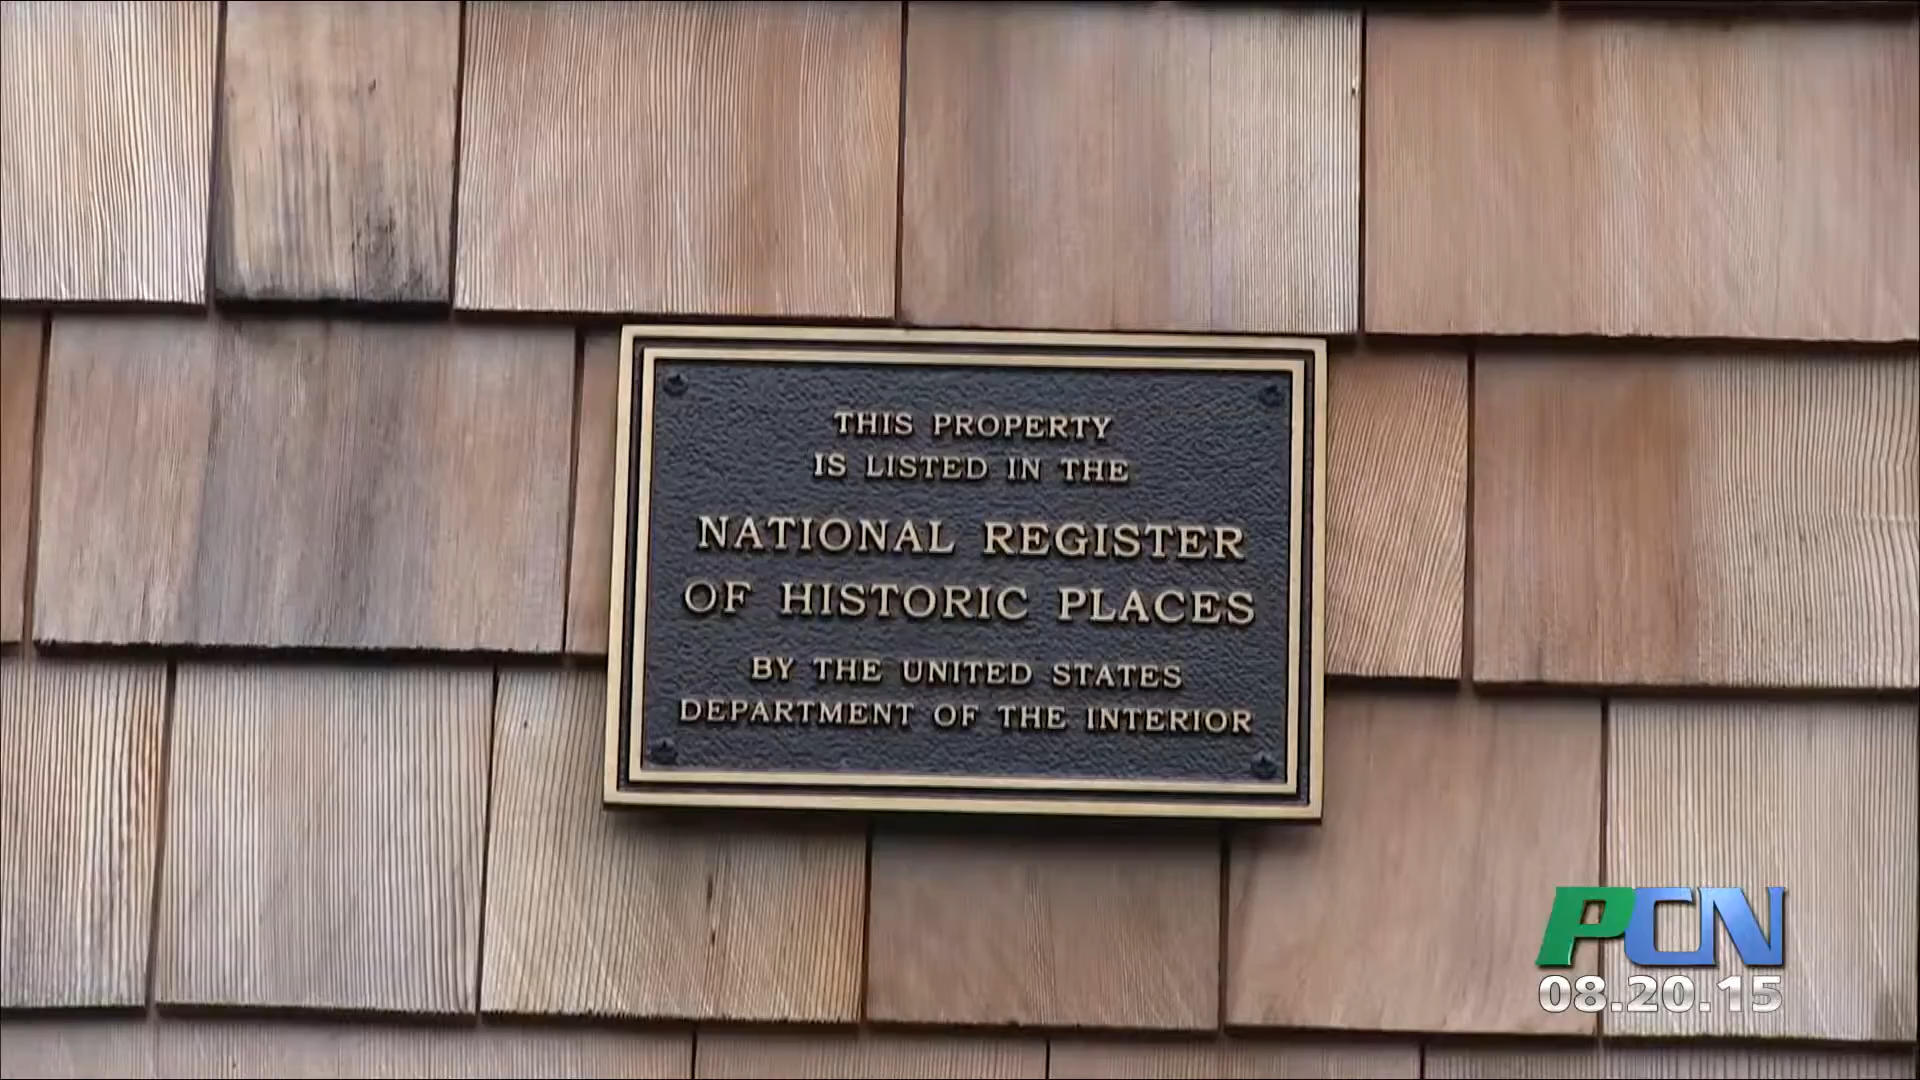 THIS PROPERTY
IS LISTED IN THE
NATIONAL REGISTER
OF HISTORIC PLACES
BY THE UNITED STATES
DEPARTMENT OF THE INTERIOR
PCN
08.20.15